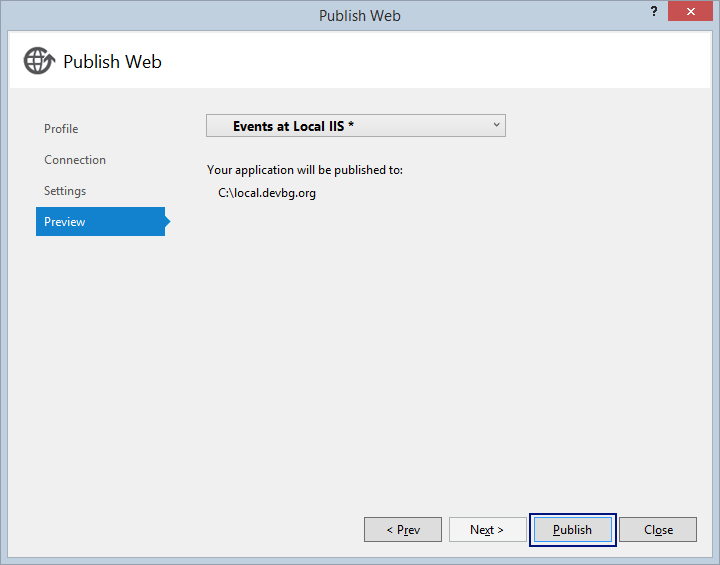 Publish Web
?
Publish Web
Profile
Connection
Settings
Preview
Events at Local IIS *
Your application will be published to:
C:\local.devbg.org
< Prev
Next >
Publish
Close